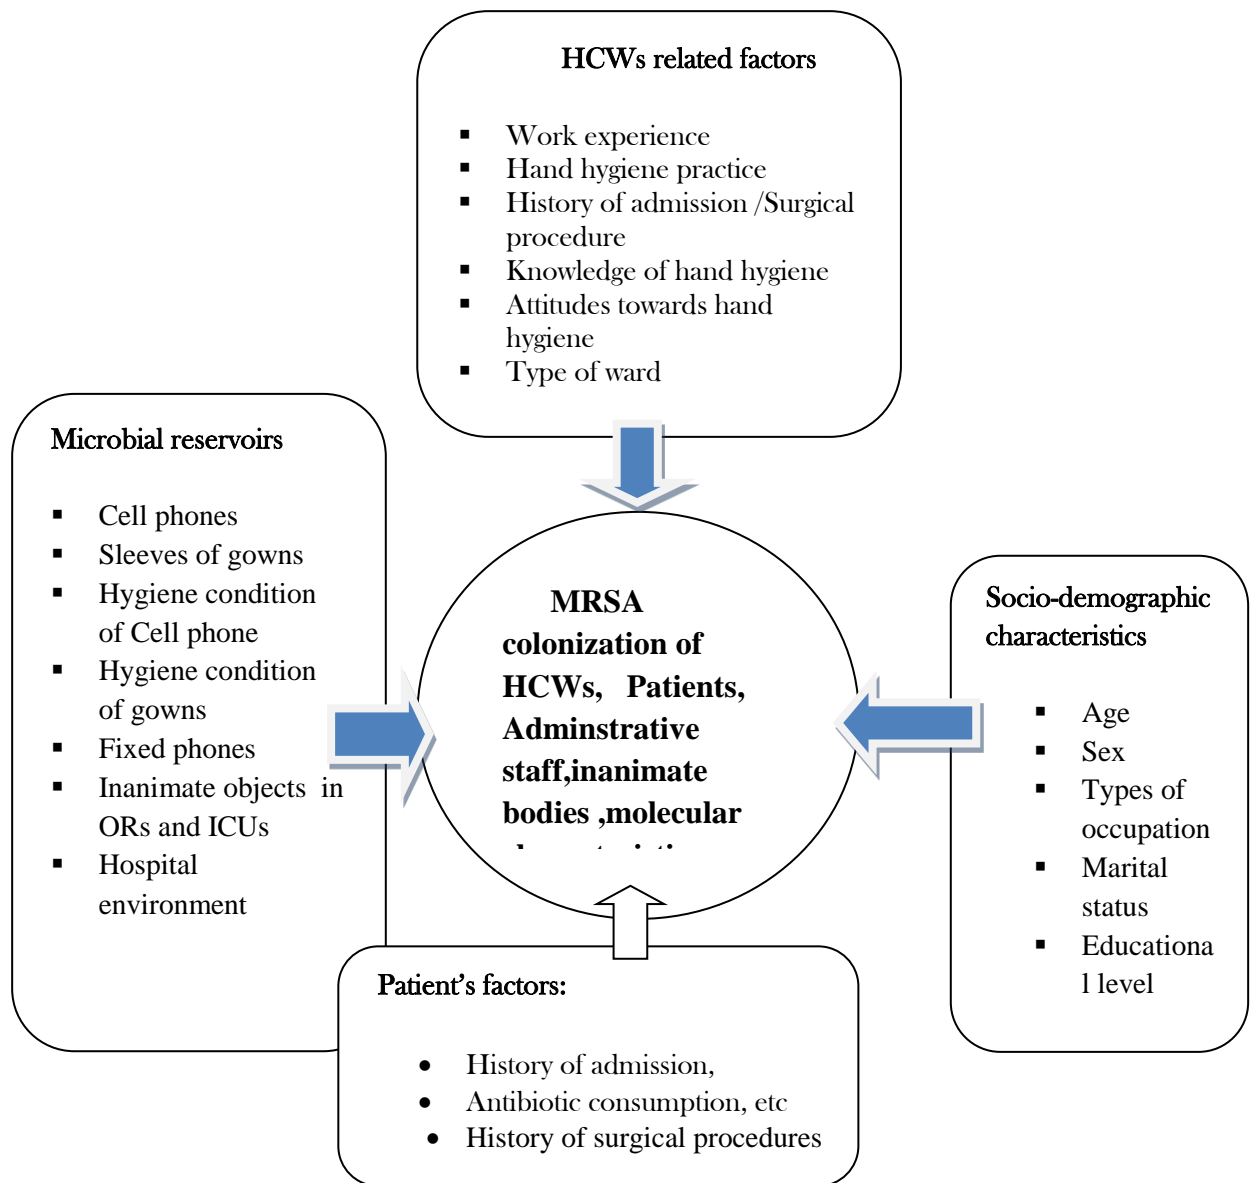 HCWs related factors
▪ Work experience
▪ Hand hygiene practice
▪ History of admission /Surgical
procedure
▪ Knowledge of hand hygiene
▪ Attitudes towards hand
hygiene
▪ Type of ward
Microbial reservoirs
▪ Cell phones
▪ Sleeves of gowns
▪ Hygiene condition
of Cell phone
▪ Hygiene condition
of gowns
▪ Fixed phones
▪ Inanimate objects in
ORs and ICUs
▪ Hospital
environment
MRSA
colonization of
HCWs, Patients,
Adminstrative
staff,inanimate
bodies ,molecular
Socio-demographic
characteristics
▪ Age
▪ Sex
▪ Types of
occupation
▪ Marital
status
▪ Educationa
l level
Patient's factors:
• History of admission,
• Antibiotic consumption, etc
• History of surgical procedures